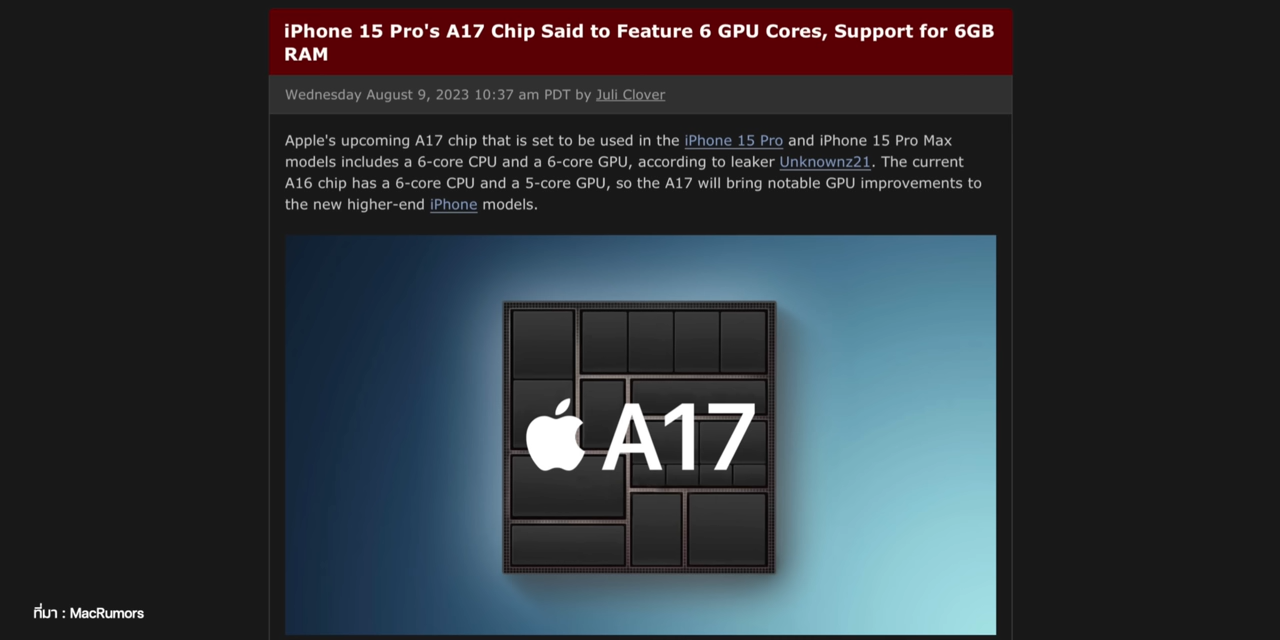 iPhone 15 Pro's A17 Chip Said to Feature 6 GPU Cores, Support for 6GB
RAM
Wednesday August 9, 2023 10:37 am PDT by Juli Clover
Apple's upcoming A17 chip that is set to be used in the iPhone 15 Pro and iPhone 15 Pro Max
models includes a 6-core CPU and a 6-core GPU, according to leaker Unknownz21. The current
A16 chip has a 6-core CPU and a 5-core GPU, so the A17 will bring notable GPU improvements to
the new higher-end iPhone models.
A17
ที่มา : MacRumors